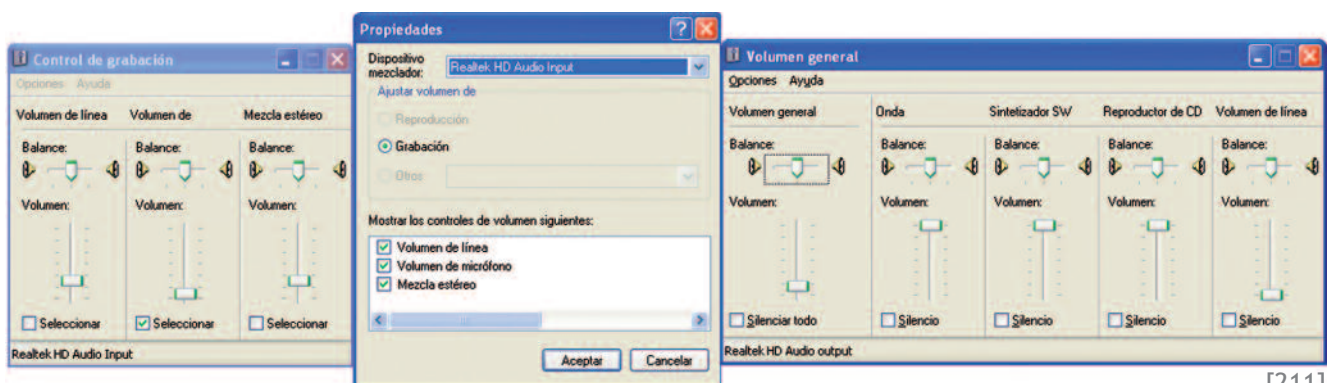 Control de grabación
Opciones Ayuda
Volumen de línea Volumen de Mezcla estéreo
Balance: Balance: Balance:
Volumen: Volumen: Volumen:
Seleccionar Seleccionar Seleccionar
Realtek HD Audio Input
Propiedades
Dispositivo
mezclador: Realtek HD Audio Input
Ajustar volumen de
Reproducción
Grabación
Otros
Mostrar los controles de volumen siguientes:
Volumen de línea
Volumen de micrófono
Mezcla estéreo
Aceptar Cancelar
Volumen general
Opciones Ayuda
Volumen general Onda Sintetizador SW Reproductor de CD Volumen de línea
Balance: Balance: Balance: Balance: Balance:
Volumen: Volumen: Volumen: Volumen: Volumen:
Silenciar todo Silencio Silencio Silencio Silencio
Realtek HD Audio output
[211]